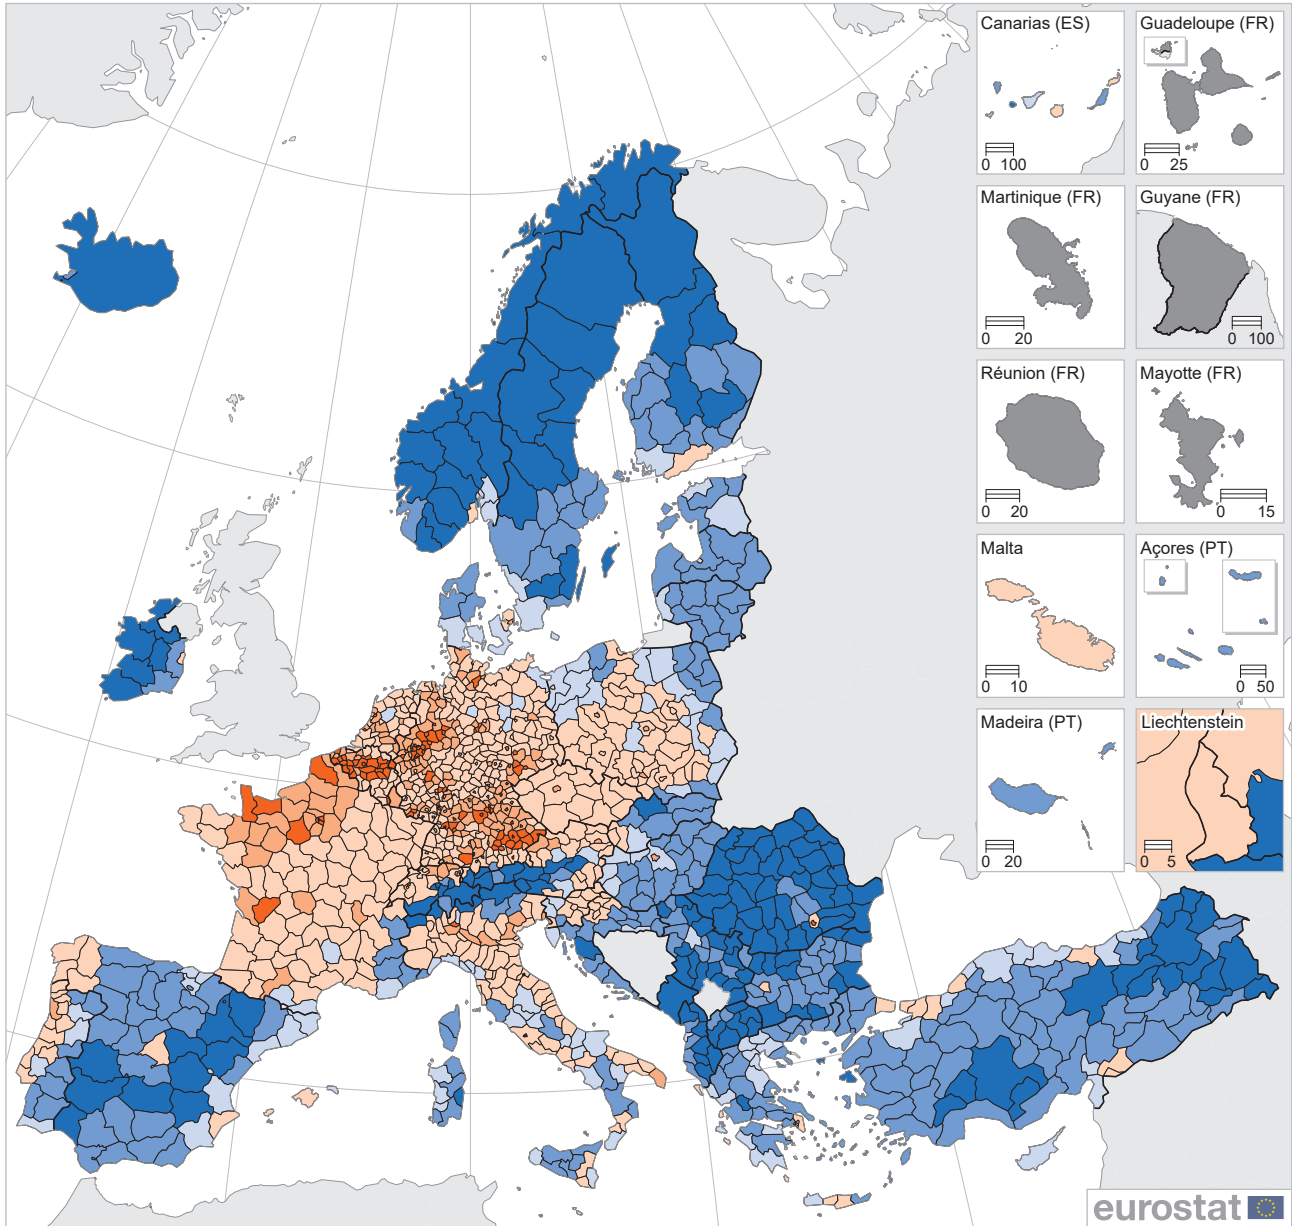 Canarias (ES)
0 100
Guadeloupe (FR)
0 25
Martinique (FR)
0 20
Guyane (FR)
0 100
Réunion (FR)
0 20
Mayotte (FR)
0 15
Malta
0 10
Açores (PT)
0 50
Madeira (PT)
0 20
Liechtenstein
0 5
eurostat